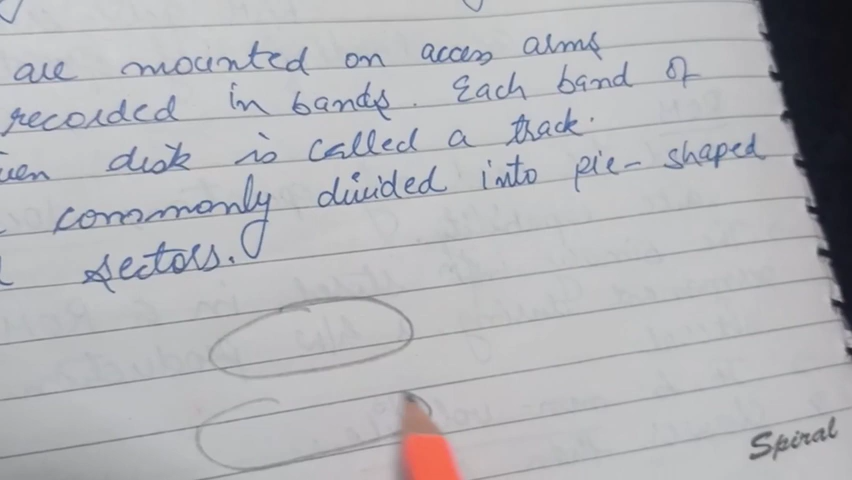 are mounted on access arms
recorded in bands. Each band of
disk is called a track.
commonly divided into pie-shaped
sectors.
Spiral